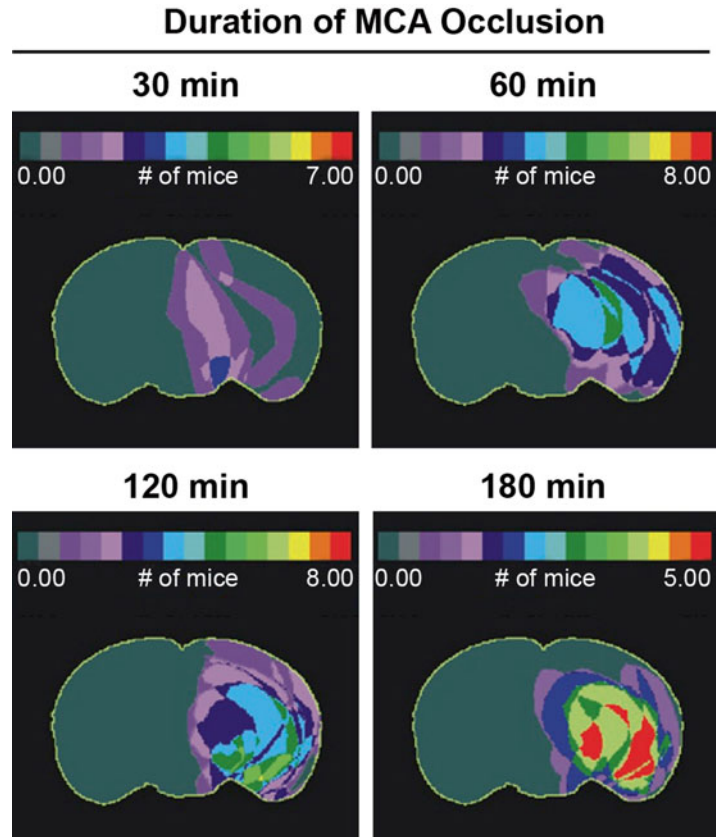 Duration of MCA Occlusion
30 min
60 min
0.00 # of mice 7.00
0.00 # of mice 8.00
120 min
180 min
0.00 # of mice 8.00
0.00 # of mice 5.00